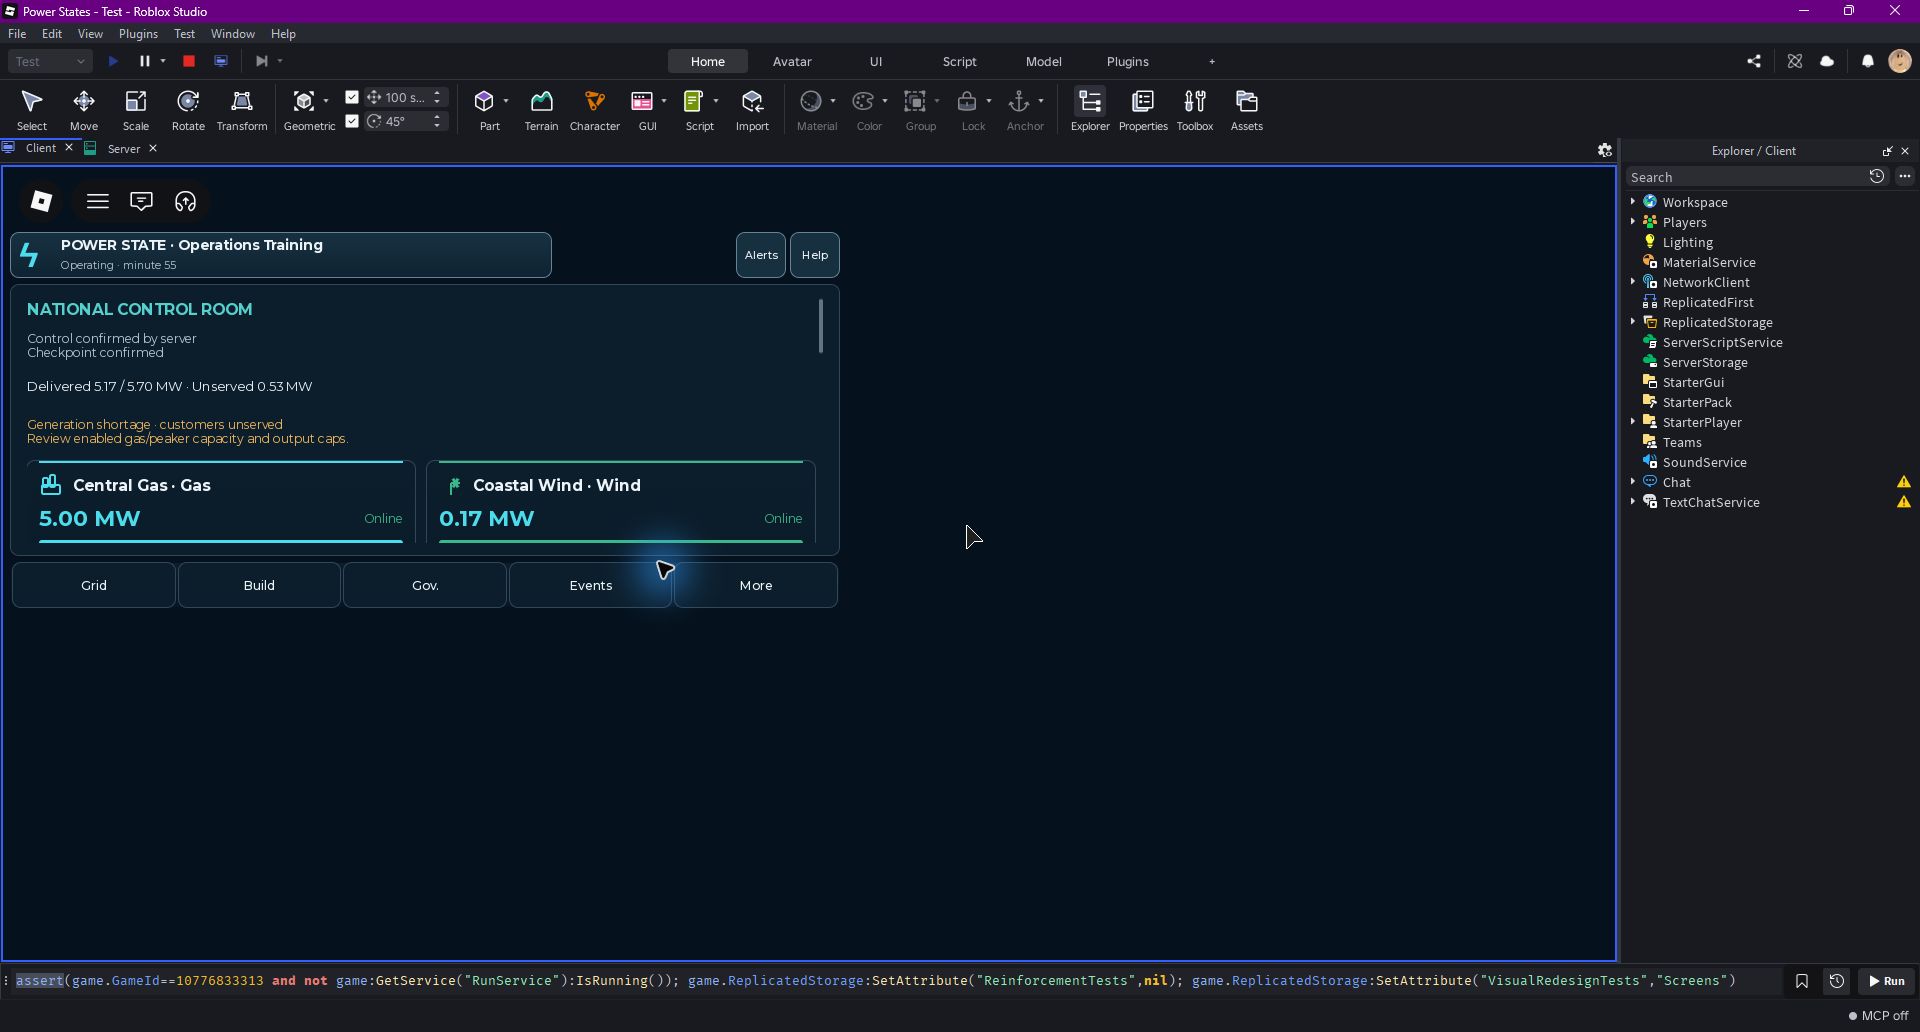 Power States - Test - Roblox Studio
File Edit View Plugins Test Window Help
Test
Home Avatar UI Script Model Plugins +
100 s...
45°
Select Move Scale Rotate Transform Geometric Part Terrain Character GUI Script Import Material Color Group Lock Anchor Explorer Properties Toolbox Assets
Client Server
Explorer / Client
Search
Workspace
Players
Lighting
MaterialService
NetworkClient
ReplicatedFirst
ReplicatedStorage
ServerScriptService
ServerStorage
StarterGui
StarterPack
StarterPlayer
Teams
SoundService
Chat
TextChatService
POWER STATE · Operations Training
Operating · minute 55
Alerts Help
NATIONAL CONTROL ROOM
Control confirmed by server
Checkpoint confirmed
Delivered 5.17 / 5.70 MW · Unserved 0.53 MW
Generation shortage · customers unserved
Review enabled gas/peaker capacity and output caps.
Central Gas · Gas
5.00 MW Online
Coastal Wind · Wind
0.17 MW Online
Grid Build Gov. Events More
assert(game.GameId==10776833313 and not game:GetService("RunService"):IsRunning()); game.ReplicatedStorage:SetAttribute("ReinforcementTests",nil); game.ReplicatedStorage:SetAttribute("VisualRedesignTests","Screens")
Run
MCP off